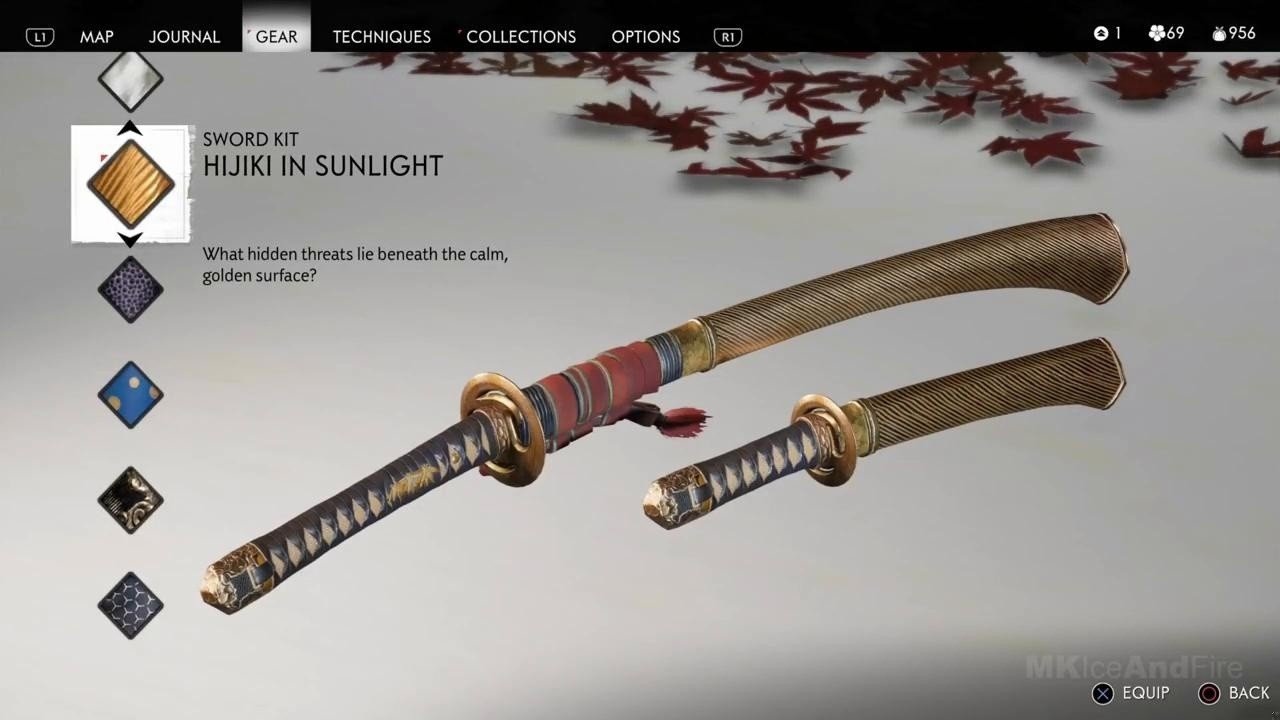 L1 MAP JOURNAL GEAR TECHNIQUES COLLECTIONS OPTIONS R1 1 69 956
SWORD KIT
HIJIKI IN SUNLIGHT
What hidden threats lie beneath the calm,
golden surface?
MKIceAndFire
EQUIP BACK